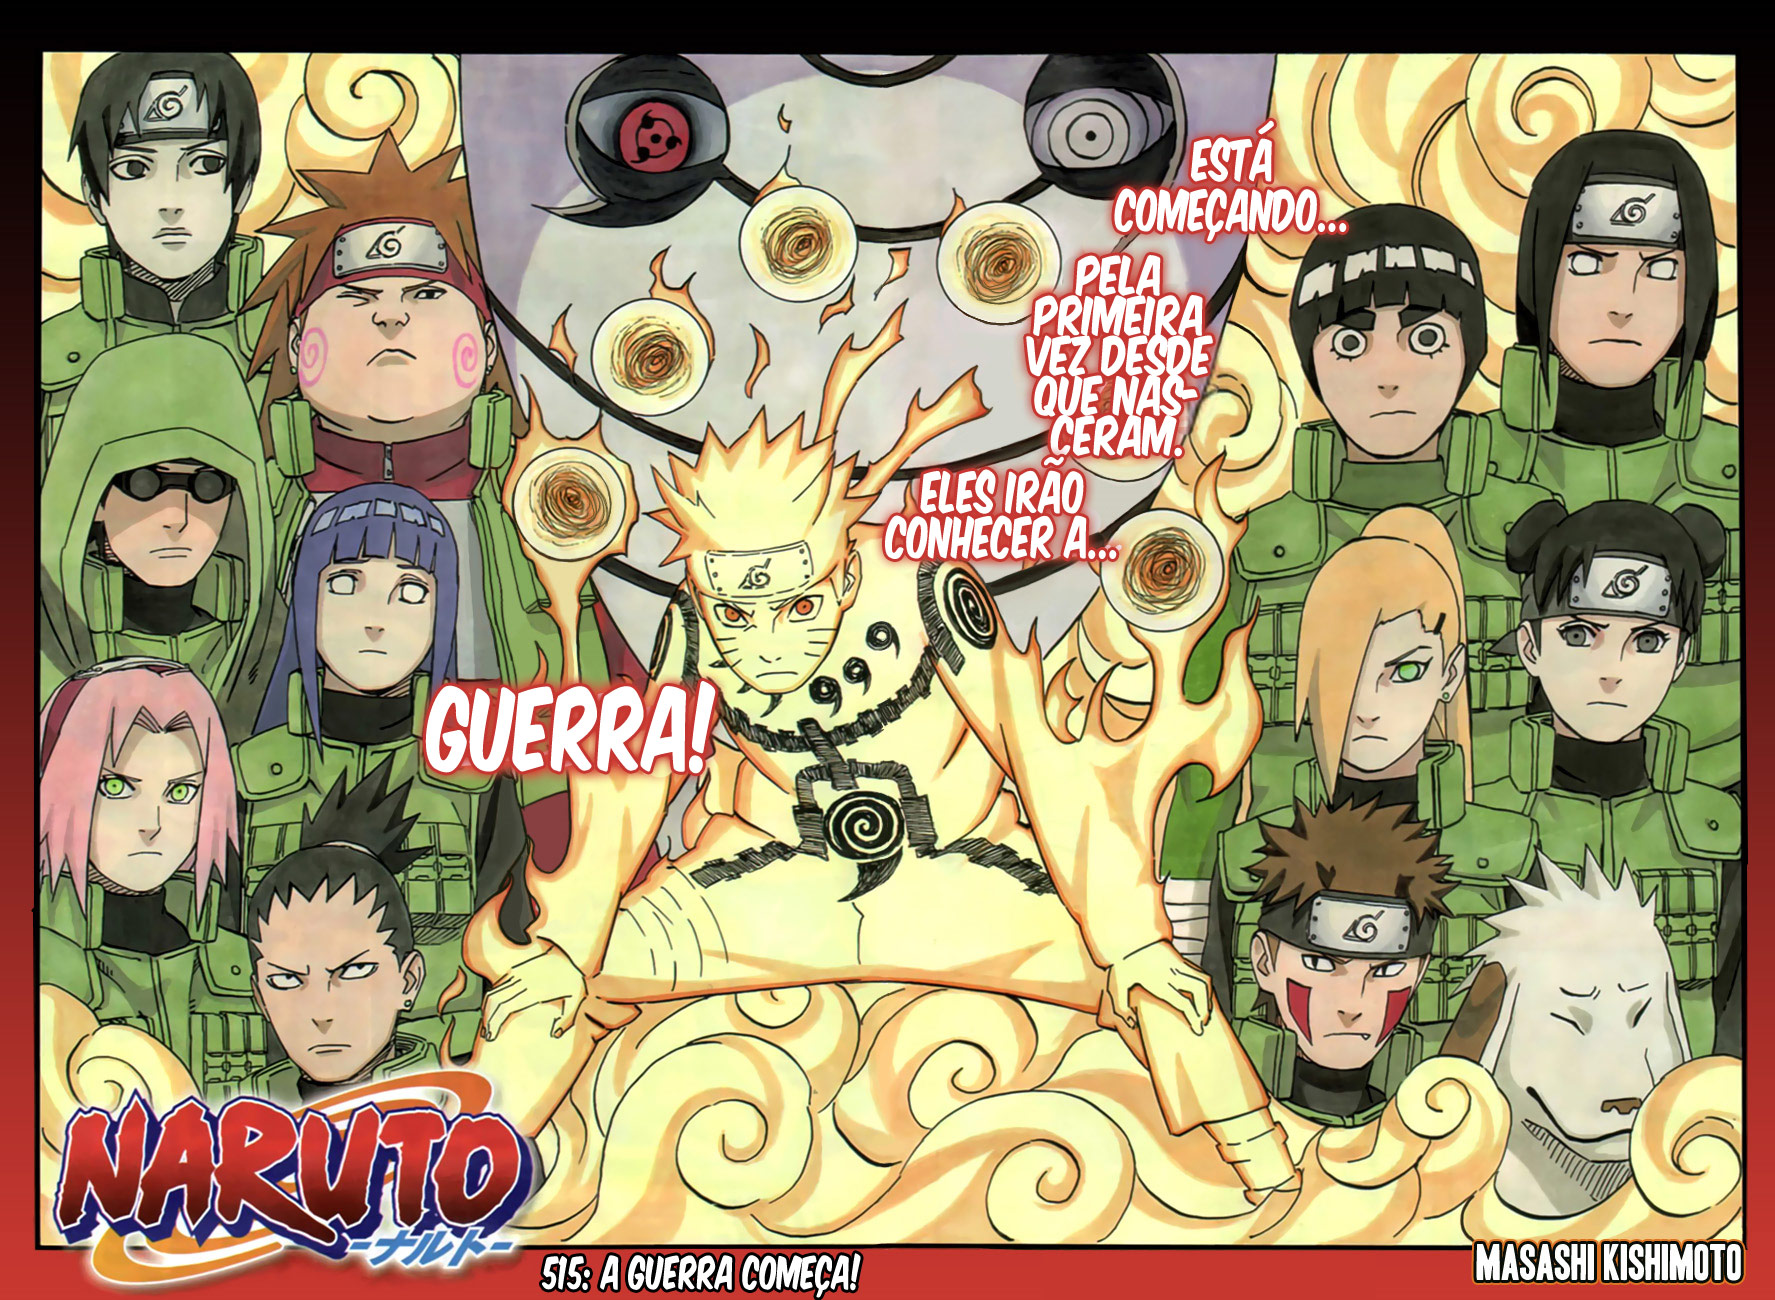 ESTÁ
COMEÇANDO...
PELA
PRIMEIRA
VEZ DESDE
QUE NAS-
CERAM.
ELES IRÃO
CONHECER A...
GUERRA!
NARUTO
-ナルト-
515: A GUERRA COMEÇA!
MASASHI KISHIMOTO